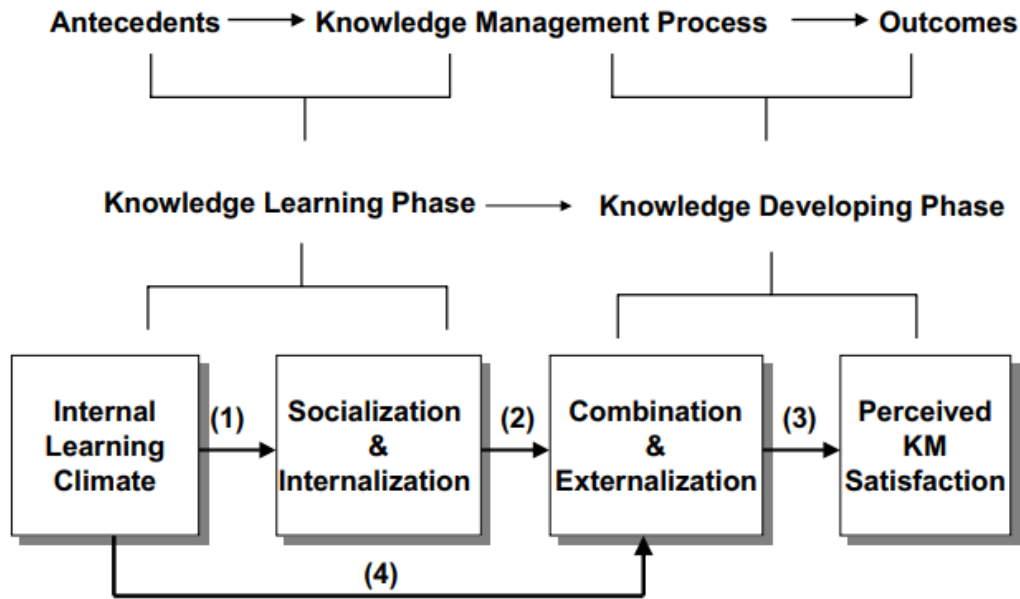 Antecedents Knowledge Management Process Outcomes
Knowledge Learning Phase Knowledge Developing Phase
Internal
Learning
Climate
(1)
Socialization
&
Internalization
(2)
Combination
&
Externalization
(3)
Perceived
KM
Satisfaction
(4)